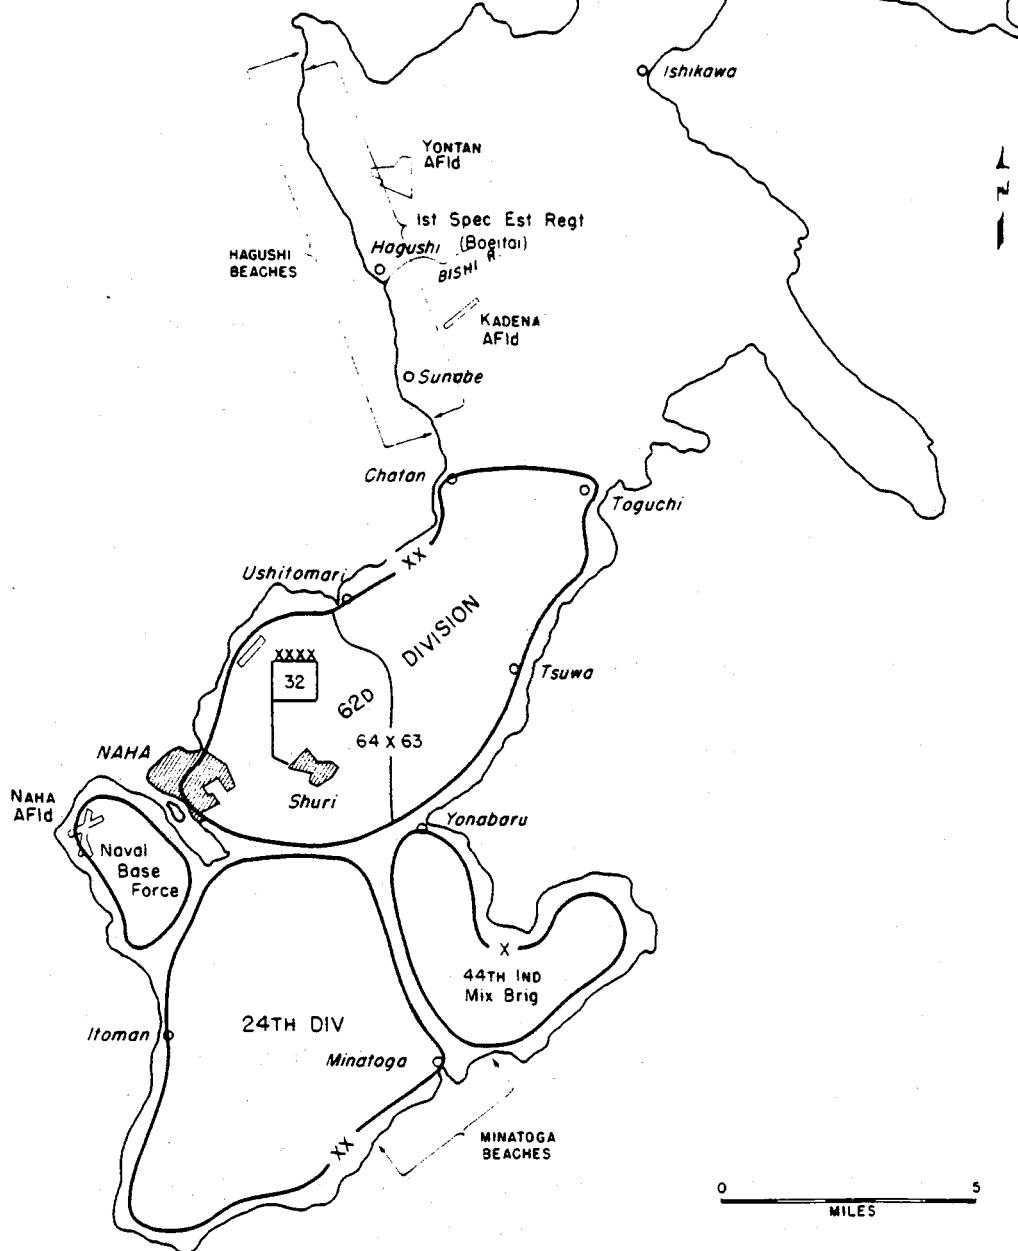 Ishikawa
YONTAN
AFld
N
1st Spec Est Regt
(Boeitai)
Hagushi
BISHI R.
HAGUSHI
BEACHES
KADENA
AFld
Sunabe
Chatan
Toguchi
XX
Ushitomari
DIVISION
XXXX
32
62D
Tsuwa
64 X 63
NAHA
Shuri
NAHA
AFld
Yonabaru
Naval
Base
Force
X
44TH IND
Mix Brig
24TH DIV
Itoman
Minatoga
XX
MINATOGA
BEACHES
0 5
MILES